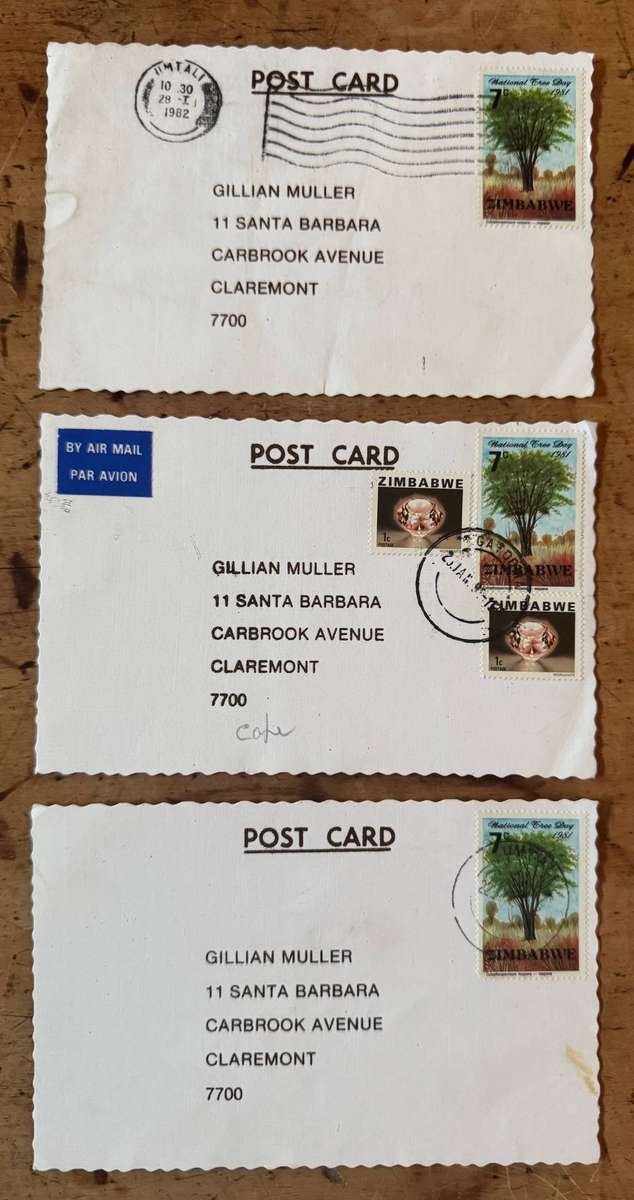 UMTALI
10 30
28 -I
1982
POST CARD
National Tree Day
1981
7c
ZIMBABWE
GILLIAN MULLER
11 SANTA BARBARA
CARBROOK AVENUE
CLAREMONT
7700
BY AIR MAIL
PAR AVION
POST CARD
National Tree Day
1981
7c
ZIMBABWE
ZIMBABWE
1c
ZIMBABWE
1c
GILLIAN MULLER
11 SANTA BARBARA
CARBROOK AVENUE
CLAREMONT
7700
Cape
POST CARD
National Tree Day
1981
7c
ZIMBABWE
GILLIAN MULLER
11 SANTA BARBARA
CARBROOK AVENUE
CLAREMONT
7700